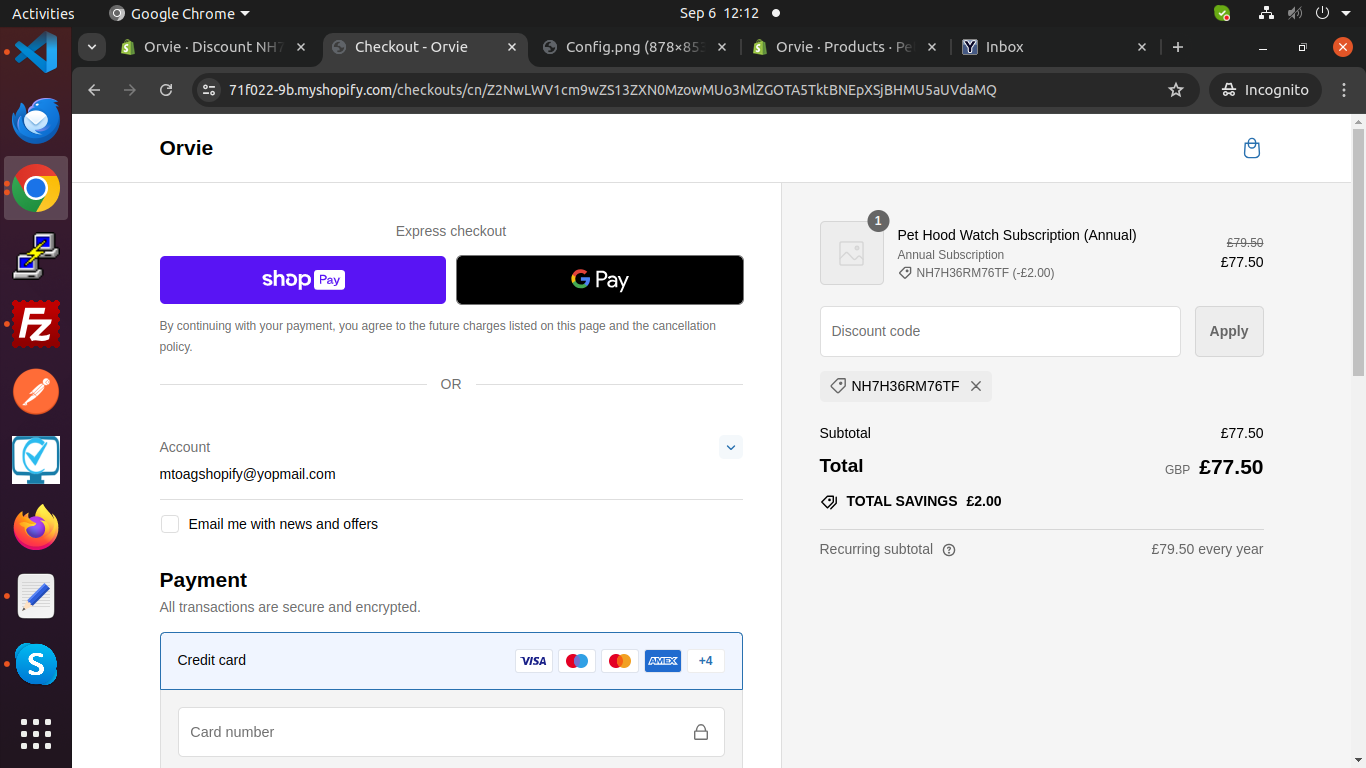 Activities
Google Chrome
Sep 6 12:12
Orvie · Discount NH7
Checkout - Orvie
Config.png (878×853
Orvie · Products · Pe
Inbox
71f022-9b.myshopify.com/checkouts/cn/Z2NwLWV1cm9wZS13ZXN0MzowMUo3MlZGOTA5TktBNEpXSjBHMU5aUVdaMQ
Incognito
Orvie
Express checkout
shop Pay
G Pay
By continuing with your payment, you agree to the future charges listed on this page and the cancellation
policy.
OR
Account
mtoagshopify@yopmail.com
Email me with news and offers
Payment
All transactions are secure and encrypted.
Credit card
VISA
AMEX
+4
Card number
1
Pet Hood Watch Subscription (Annual)
£79.50
Annual Subscription
£77.50
NH7H36RM76TF (-£2.00)
Discount code
Apply
NH7H36RM76TF
Subtotal
£77.50
Total
GBP £77.50
TOTAL SAVINGS £2.00
Recurring subtotal
£79.50 every year